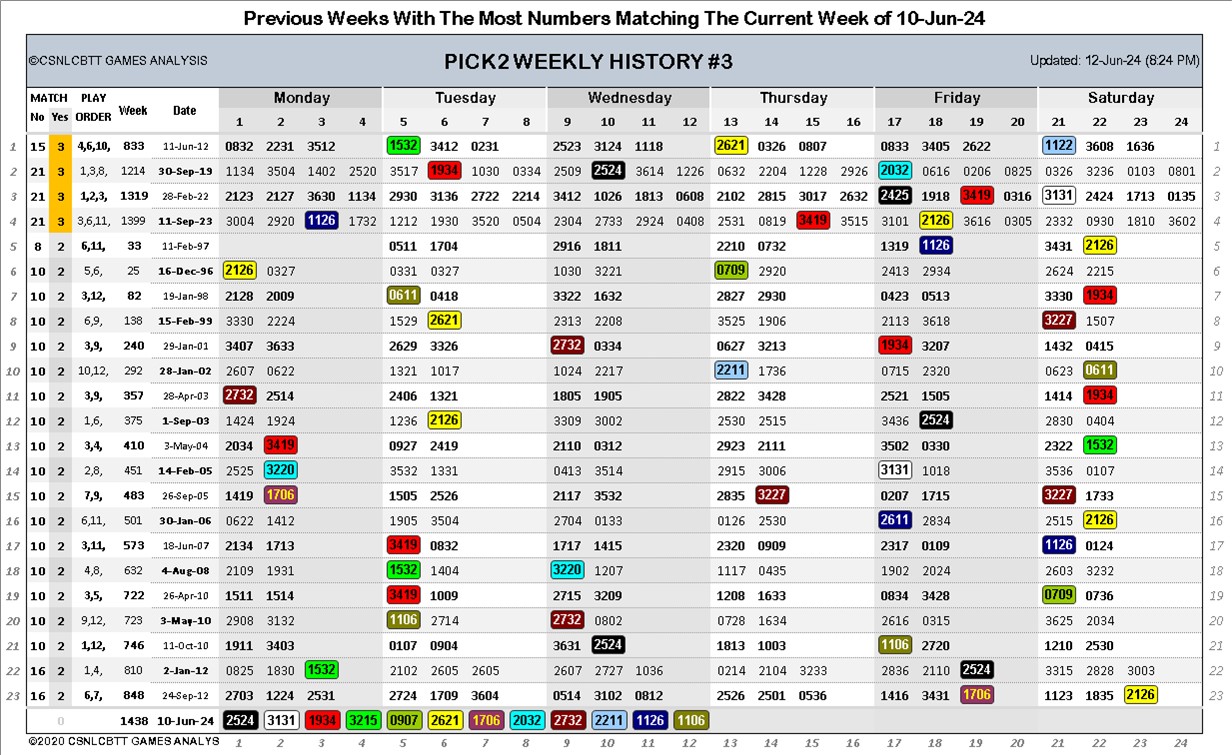 Previous Weeks With The Most Numbers Matching The Current Week of 10-Jun-24
©CSNLCBTT GAMES ANALYSIS PICK2 WEEKLY HISTORY #3 Updated: 12-Jun-24 (8:24 PM)
MATCH PLAY Week Date Monday Tuesday Wednesday Thursday Friday Saturday
No Yes ORDER 1 2 3 4 5 6 7 8 9 10 11 12 13 14 15 16 17 18 19 20 21 22 23 24
1 15 3 4,6,10, 833 11-Jun-12 0832 2231 3512 1532 3412 0231 2523 3124 1118 2621 0326 0807 0833 3405 2622 1122 3608 1636 1
2 21 3 1,3,8, 1214 30-Sep-19 1134 3504 1402 2520 3517 1934 1030 0334 2509 2524 3614 1226 0632 2204 1228 2926 2032 0616 0206 0825 0326 3236 0103 0801 2
3 21 3 1,2,3, 1319 28-Feb-22 2123 2127 3630 1134 2930 3136 2722 2214 3412 1026 1813 0608 2102 2815 3017 2632 2425 1918 3419 0316 3131 2424 1713 0135 3
4 21 3 3,6,11, 1399 11-Sep-23 3004 2920 1126 1732 1212 1930 3520 0504 2304 2733 2924 0408 2531 0819 3419 3515 3101 2126 3616 0305 2332 0930 1810 3602 4
5 8 2 6,11, 33 11-Feb-97 0511 1704 2916 1811 2210 0732 1319 1126 3431 2126 5
6 10 2 5,6, 25 16-Dec-96 2126 0327 0331 0327 1030 3221 0709 2920 2413 2934 2624 2215 6
7 10 2 3,12, 82 19-Jan-98 2128 2009 0611 0418 3322 1632 2827 2930 0423 0513 3330 1934 7
8 10 2 6,9, 138 15-Feb-99 3330 2224 1529 2621 2313 2208 3525 1906 2113 3618 3227 1507 8
9 10 2 3,9, 240 29-Jan-01 3407 3633 2629 3326 2732 0334 0627 3213 1934 3207 1432 0415 9
10 10 2 10,12, 292 28-Jan-02 2607 0622 1321 1017 1024 2217 2211 1736 0715 2320 0623 0611 10
11 10 2 3,9, 357 28-Apr-03 2732 2514 2406 1321 1805 1905 2822 3428 2521 1505 1414 1934 11
12 10 2 1,6, 375 1-Sep-03 1424 1924 1236 2126 3309 3002 2530 2515 3436 2524 2830 0404 12
13 10 2 3,4, 410 3-May-04 2034 3419 0927 2419 2110 0312 2923 2111 3502 0330 2322 1532 13
14 10 2 2,8, 451 14-Feb-05 2525 3220 3532 1331 0413 3514 2915 3006 3131 1018 3536 0107 14
15 10 2 7,9, 483 26-Sep-05 1419 1706 1505 2526 2117 3532 2835 3227 0207 1715 3227 1733 15
16 10 2 6,11, 501 30-Jan-06 0622 1412 1905 3504 2704 0133 0126 2530 2611 2834 2515 2126 16
17 10 2 3,11, 573 18-Jun-07 2134 1713 3419 0832 1717 1415 2320 0909 2317 0109 1126 0124 17
18 10 2 4,8, 632 4-Aug-08 2109 1931 1532 1404 3220 1207 1117 0435 1902 2024 2603 3232 18
19 10 2 3,5, 722 26-Apr-10 1511 1514 3419 1009 2715 3209 1208 1633 0834 3428 0709 0736 19
20 10 2 9,12, 723 3-May-10 2908 3132 1106 2714 2732 0802 0728 1634 2616 0315 3625 2034 20
21 10 2 1,12, 746 11-Oct-10 1911 3403 0107 0904 3631 2524 1813 1003 1106 2720 1210 2530 21
22 16 2 1,4, 810 2-Jan-12 0825 1830 1532 2102 2605 2605 2607 2727 1036 0214 2104 3233 2836 2110 2524 3315 2828 3003 22
23 16 2 6,7, 848 24-Sep-12 2703 1224 2531 2724 1709 3604 0514 3102 0812 2526 2501 0536 1416 3431 1706 1123 1835 2126 23
0 1438 10-Jun-24 2524 3131 1934 3215 0907 2621 1706 2032 2732 2211 1126 1106
©2020 CSNLCBTT GAMES ANALYS 1 2 3 4 5 6 7 8 9 10 11 12 13 14 15 16 17 18 19 20 21 22 23 24